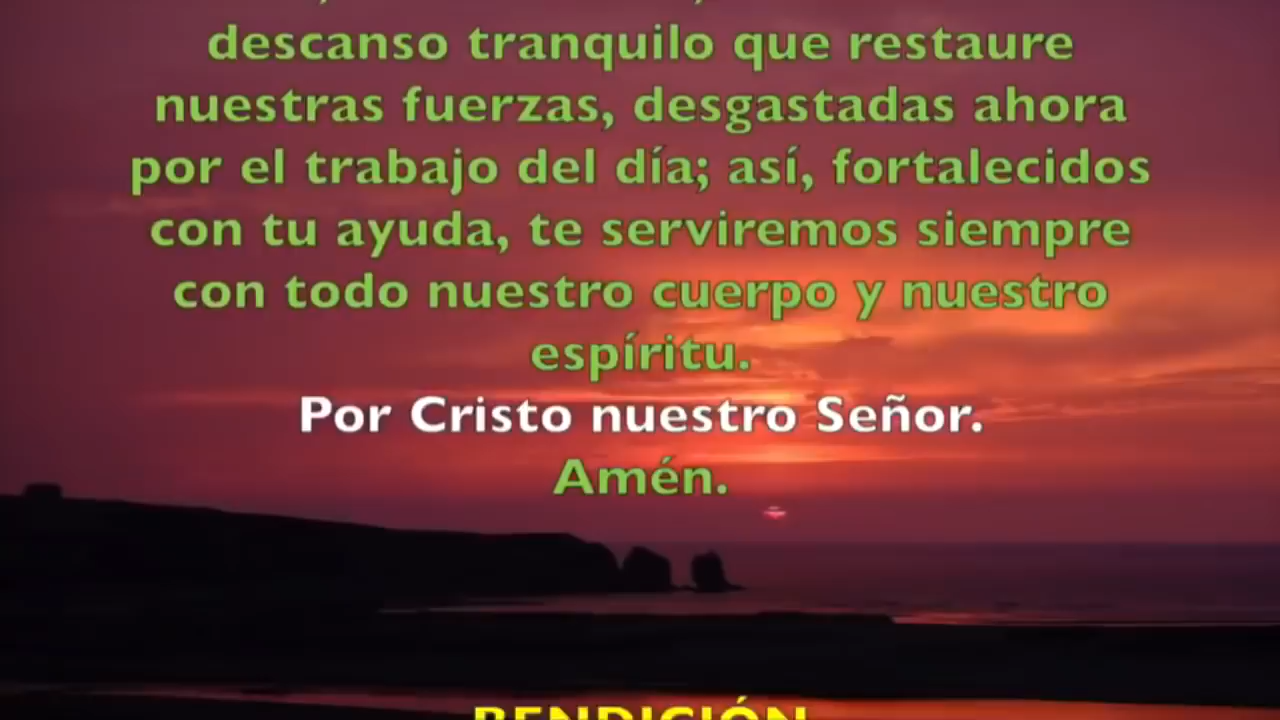 descanso tranquilo que restaure
nuestras fuerzas, desgastadas ahora
por el trabajo del día; así, fortalecidos
con tu ayuda, te serviremos siempre
con todo nuestro cuerpo y nuestro
espíritu.
Por Cristo nuestro Señor.
Amén.
BENDICIÓN